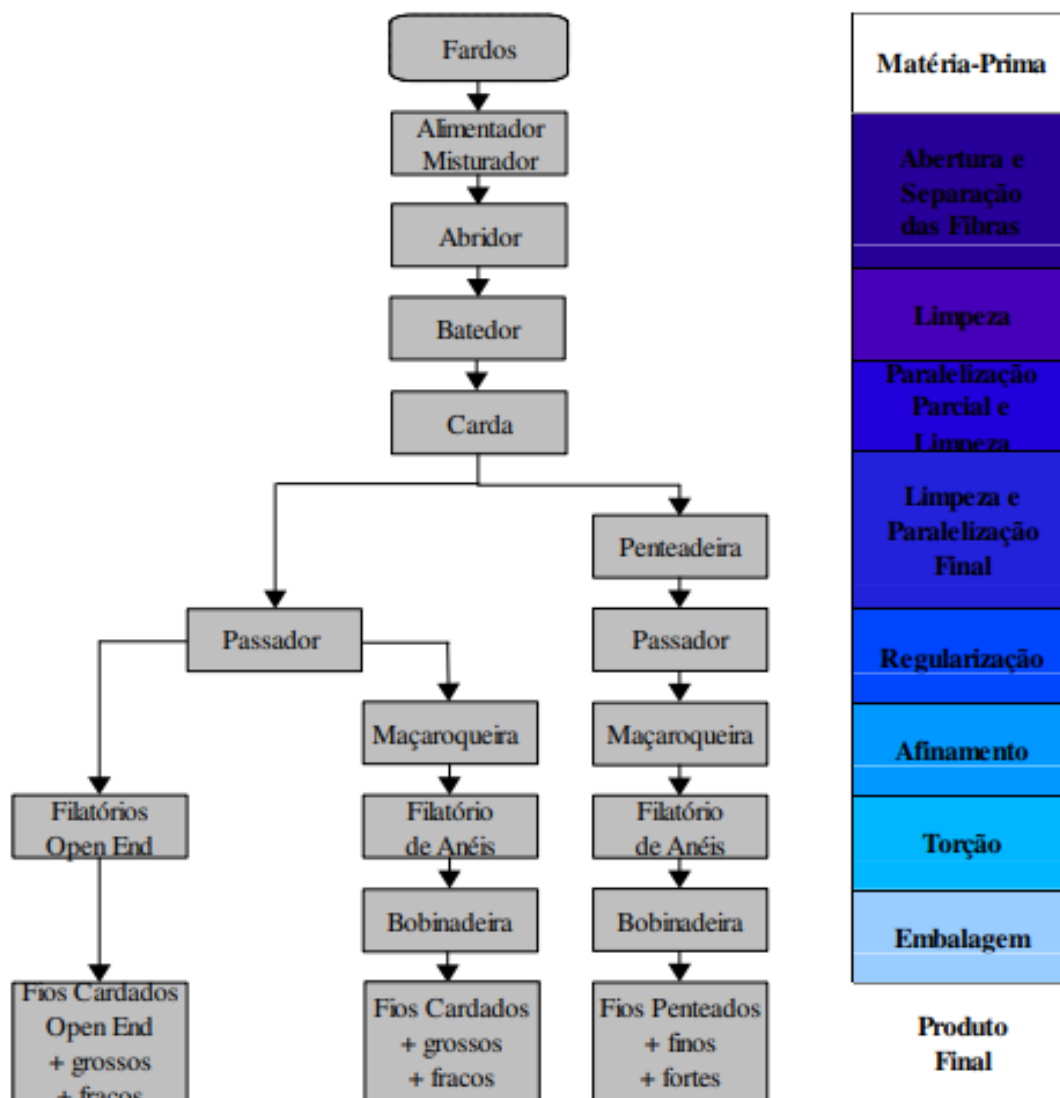 Fardos
Matéria-Prima
Alimentador
Misturador
Abertura e
Separação
das Fibras
Abridor
Batedor
Limpeza
Carda
Paralelização
Parcial e
Limpeza
Penteadeira
Limpeza e
Paralelização
Final
Passador
Passador
Regularização
Maçaroqueira
Maçaroqueira
Afinamento
Filatórios
Open End
Filatório
de Anéis
Filatório
de Anéis
Torção
Bobinadeira
Bobinadeira
Embalagem
Fios Cardados
Open End
+ grossos
+ fracos
Fios Cardados
+ grossos
+ fracos
Fios Penteados
+ finos
+ fortes
Produto
Final